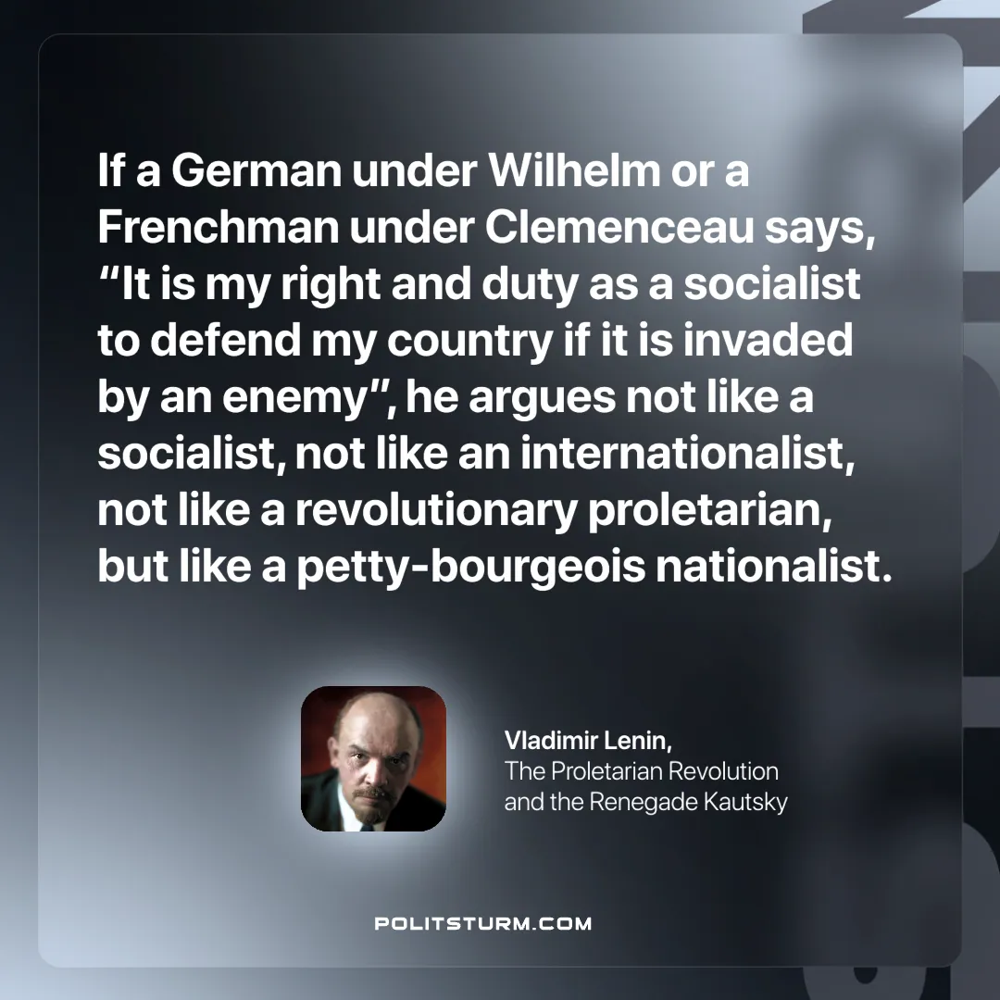 If a German under Wilhelm or a
Frenchman under Clemenceau says,
“It is my right and duty as a socialist
to defend my country if it is invaded
by an enemy”, he argues not like a
socialist, not like an internationalist,
not like a revolutionary proletarian,
but like a petty-bourgeois nationalist.
Vladimir Lenin,
The Proletarian Revolution
and the Renegade Kautsky
POLITSTURM.COM